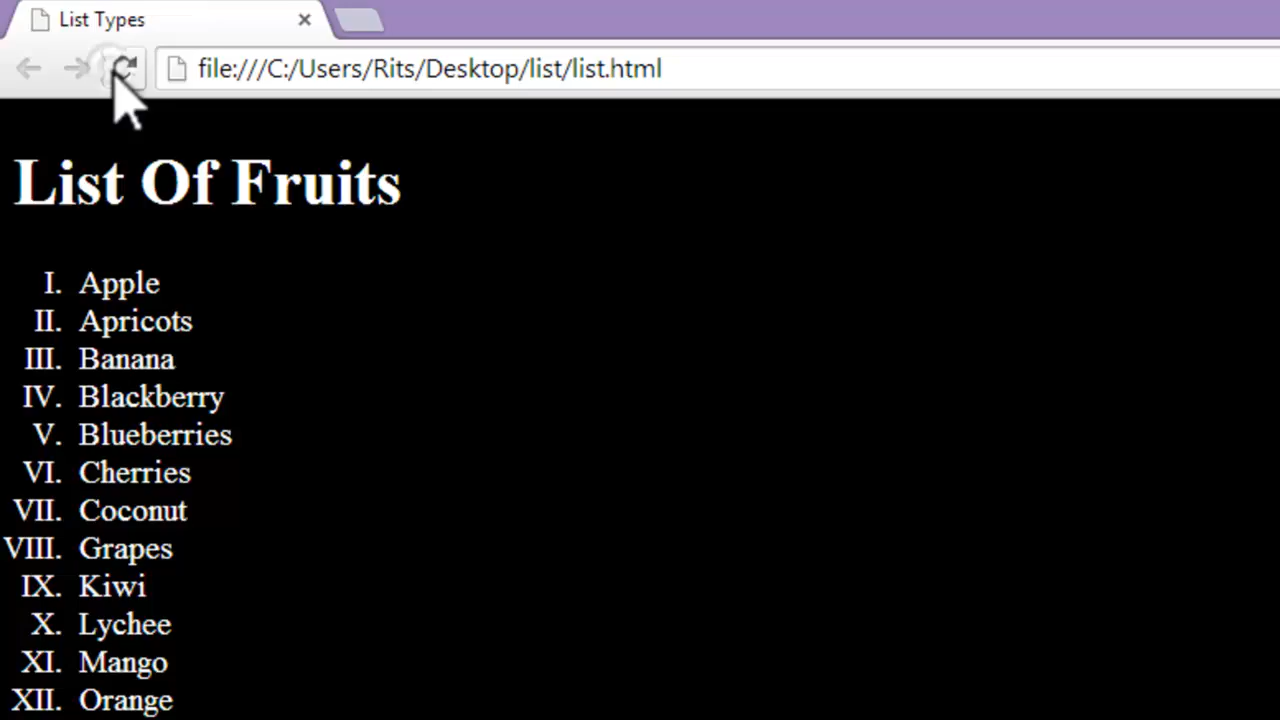 List Types
file:///C:/Users/Rits/Desktop/list/list.html
List Of Fruits
I. Apple
II. Apricots
III. Banana
IV. Blackberry
V. Blueberries
VI. Cherries
VII. Coconut
VIII. Grapes
IX. Kiwi
X. Lychee
XI. Mango
XII. Orange